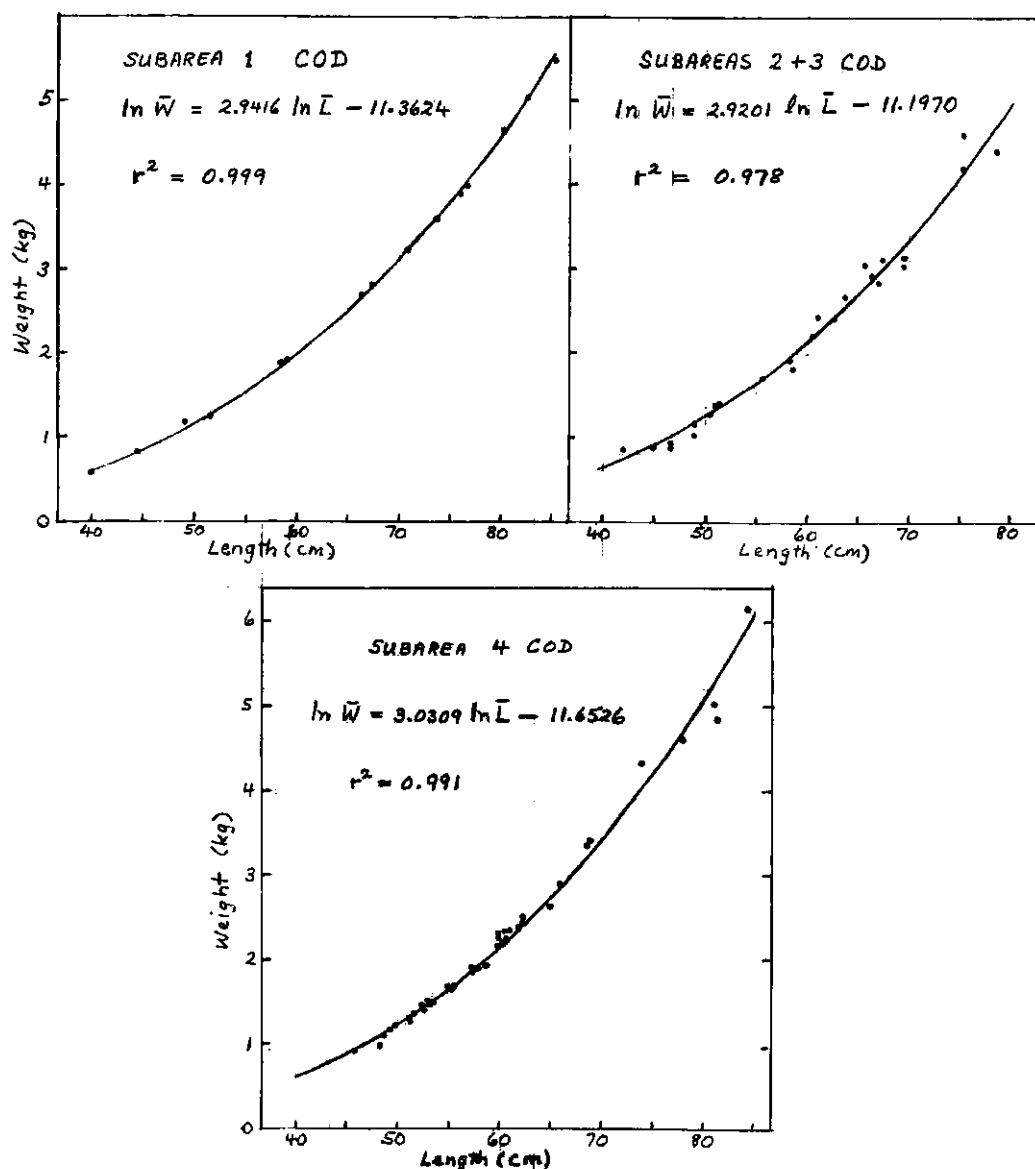 SUBAREA 1 COD
ln W̄ = 2.9416 ln L̄ - 11.3624
r² = 0.999
Weight (kg)
5
4
3
2
1
0
40 50 60 70 80
Length (cm)
SUBAREAS 2+3 COD
ln W̄ = 2.9201 ln L̄ - 11.1970
r² = 0.978
40 50 60 70 80
Length (cm)
SUBAREA 4 COD
ln W̄ = 3.0309 ln L̄ - 11.6526
r² = 0.991
Weight (kg)
6
5
4
3
2
1
0
40 50 60 70 80
Length (cm)